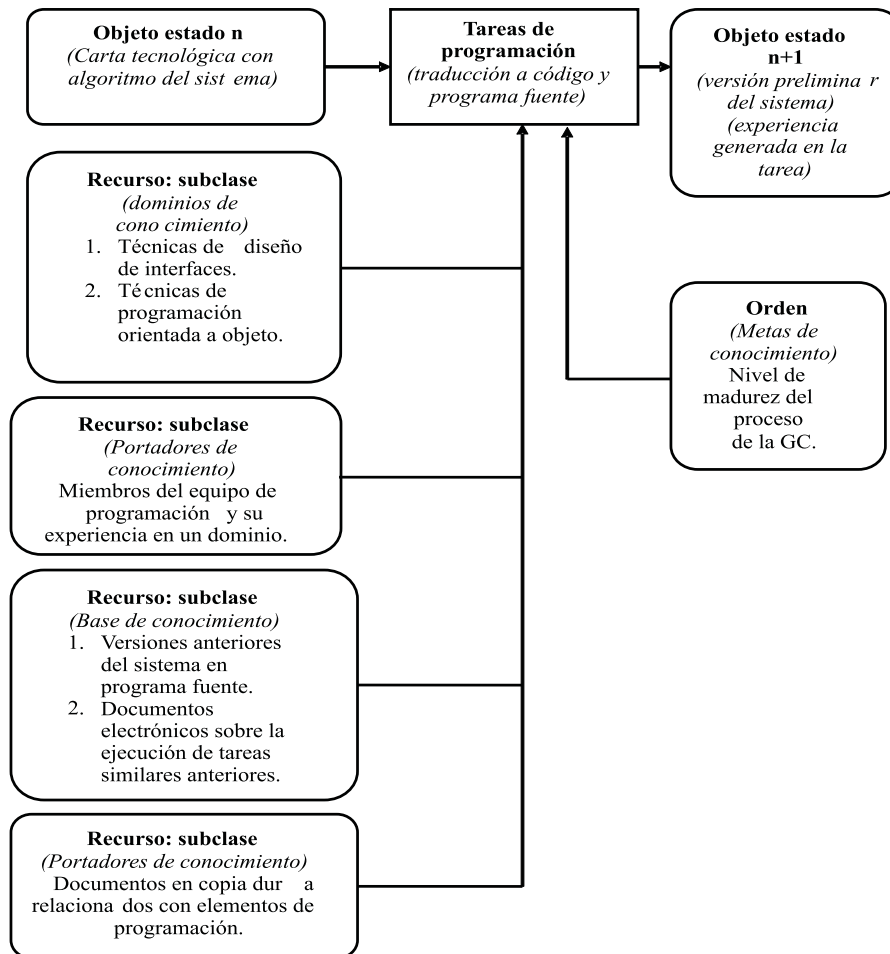 Objeto estado n
(Carta tecnológica con
algoritmo del sist ema)
Tareas de
programación
(traducción a código y
programa fuente)
Objeto estado
n+1
(versión prelimina r
del sistema)
(experiencia
generada en la
tarea)
Recurso: subclase
(dominios de
cono cimiento)
1. Técnicas de diseño
de interfaces.
2. Té cnicas de
programación
orientada a objeto.
Orden
(Metas de
conocimiento)
Nivel de
madurez del
proceso
de la GC.
Recurso: subclase
(Portadores de
conocimiento)
Miembros del equipo de
programación y su
experiencia en un dominio.
Recurso: subclase
(Base de conocimiento)
1. Versiones anteriores
del sistema en
programa fuente.
2. Documentos
electrónicos sobre la
ejecución de tareas
similares anteriores.
Recurso: subclase
(Portadores de conocimiento)
Documentos en copia dur a
relaciona dos con elementos de
programación.